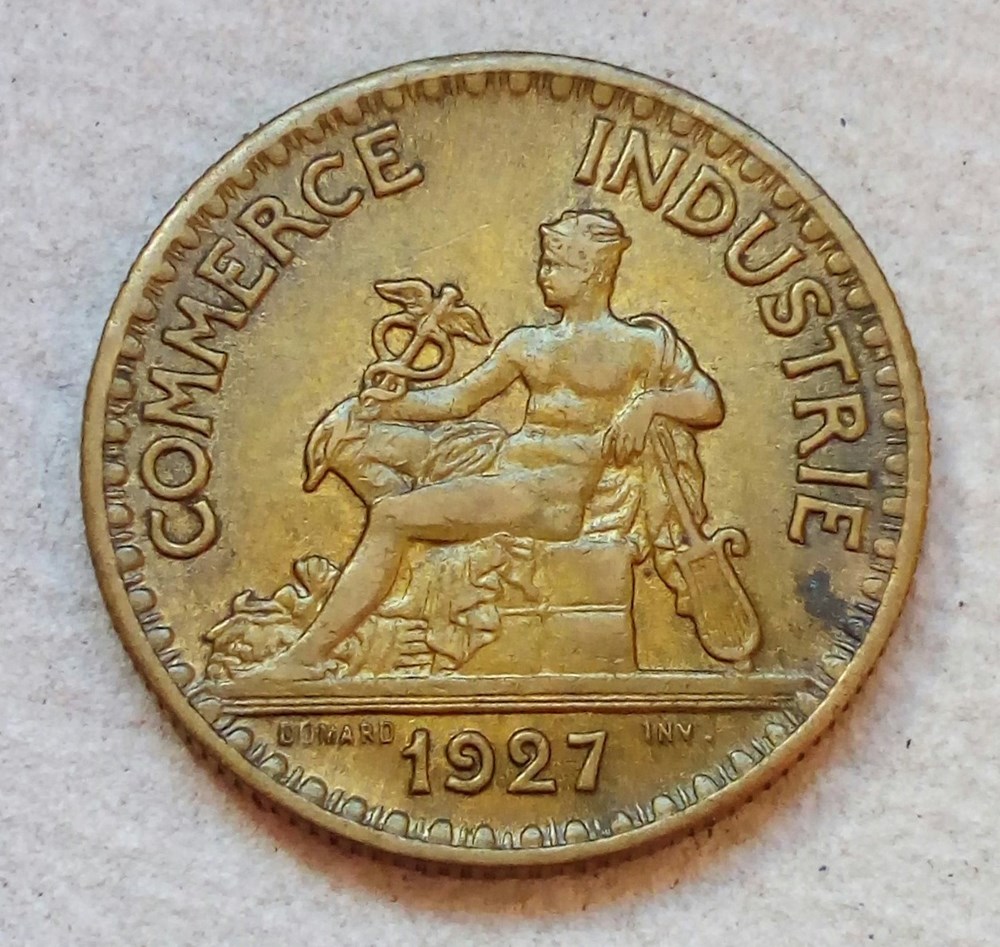 COMMERCE INDUSTRIE
DOMARD INV.
1927